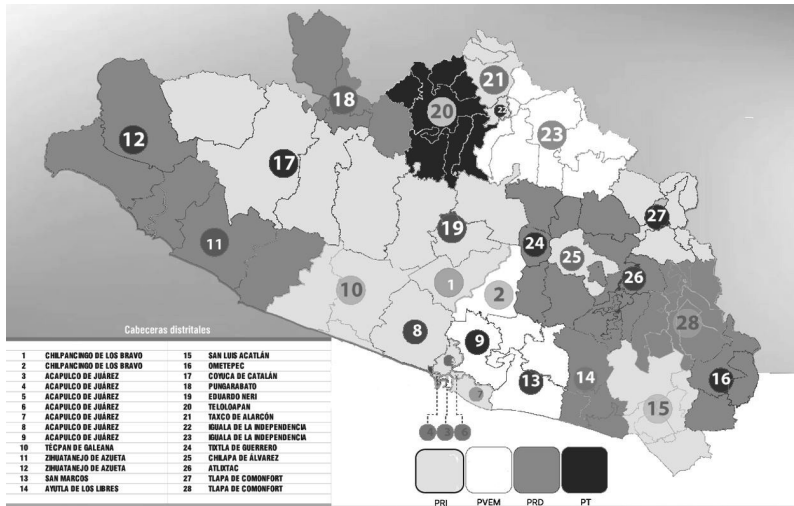 12
18
20
21
22
23
17
27
11
19
24
25
26
10
1
2
28
8
9
13
14
16
15
7
4
3
6
Cabeceras distritales
1 CHILPANCINGO DE LOS BRAVO 15 SAN LUIS ACATLÁN
2 CHILPANCINGO DE LOS BRAVO 16 OMETEPEC
3 ACAPULCO DE JUÁREZ 17 COYUCA DE CATALÁN
4 ACAPULCO DE JUÁREZ 18 PUNGARABATO
5 ACAPULCO DE JUÁREZ 19 EDUARDO NERI
6 ACAPULCO DE JUÁREZ 20 TELOLOAPAN
7 ACAPULCO DE JUÁREZ 21 TAXCO DE ALARCÓN
8 ACAPULCO DE JUÁREZ 22 IGUALA DE LA INDEPENDENCIA
9 ACAPULCO DE JUÁREZ 23 IGUALA DE LA INDEPENDENCIA
10 TÉCPAN DE GALEANA 24 TIXTLA DE GUERRERO
11 ZIHUATANEJO DE AZUETA 25 CHILAPA DE ÁLVAREZ
12 ZIHUATANEJO DE AZUETA 26 ATLIXTAC
13 SAN MARCOS 27 TLAPA DE COMONFORT
14 AYUTLA DE LOS LIBRES 28 TLAPA DE COMONFORT
PRI PVEM PRD PT